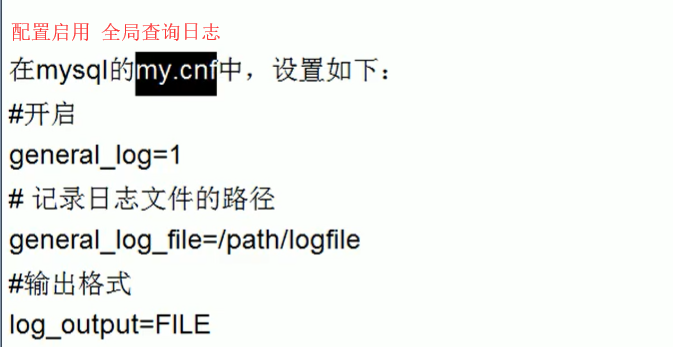 配置启用 全局查询日志
在mysql的my.cnf中，设置如下：
#开启
general_log=1
# 记录日志文件的路径
general_log_file=/path/logfile
#输出格式
log_output=FILE